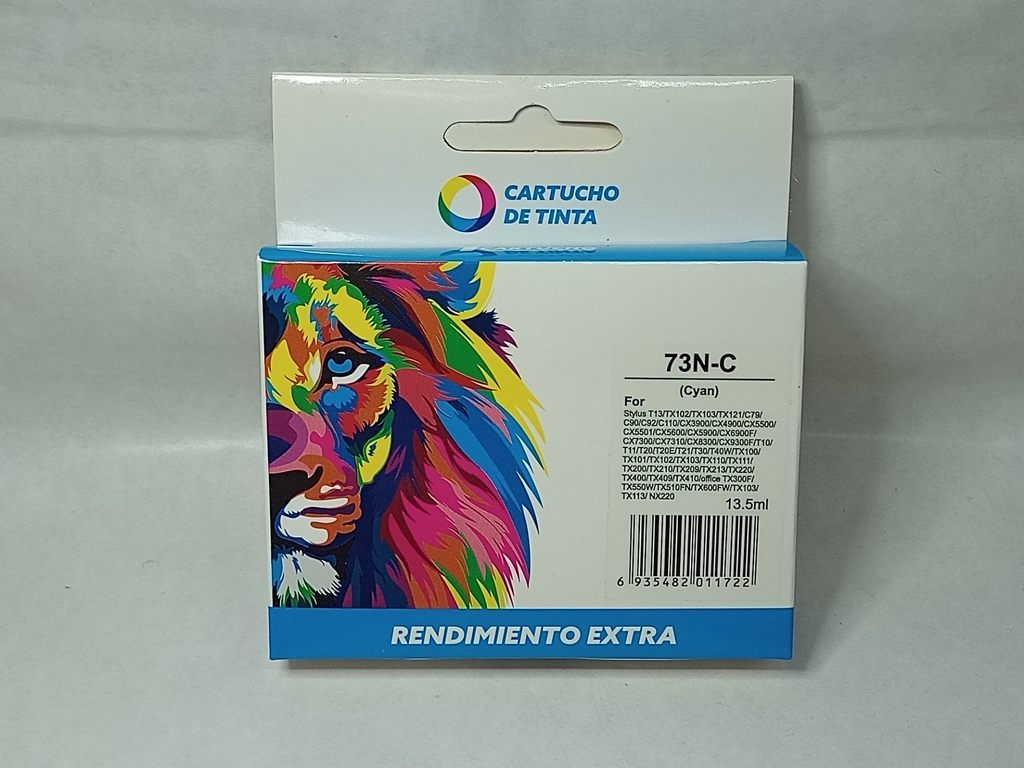 CARTUCHO
DE TINTA
73N-C
(Cyan)
For
Stylus T13/TX102/TX103/TX121/C79/
C90/C92/C110/CX3900/CX4900/CX5500/
CX5501/CX5600/CX5900/CX6900F/
CX7300/CX7310/CX8300/CX9300F/T10/
T11/T20/T20E/T21/T30/T40W/TX100/
TX101/TX102/TX103/TX110/TX111/
TX200/TX210/TX209/TX213/TX220/
TX400/TX409/TX410/office TX300F/
TX550W/TX510FN/TX600FW/TX103/
TX113/ NX220
13.5ml
6 935482 011722
RENDIMIENTO EXTRA